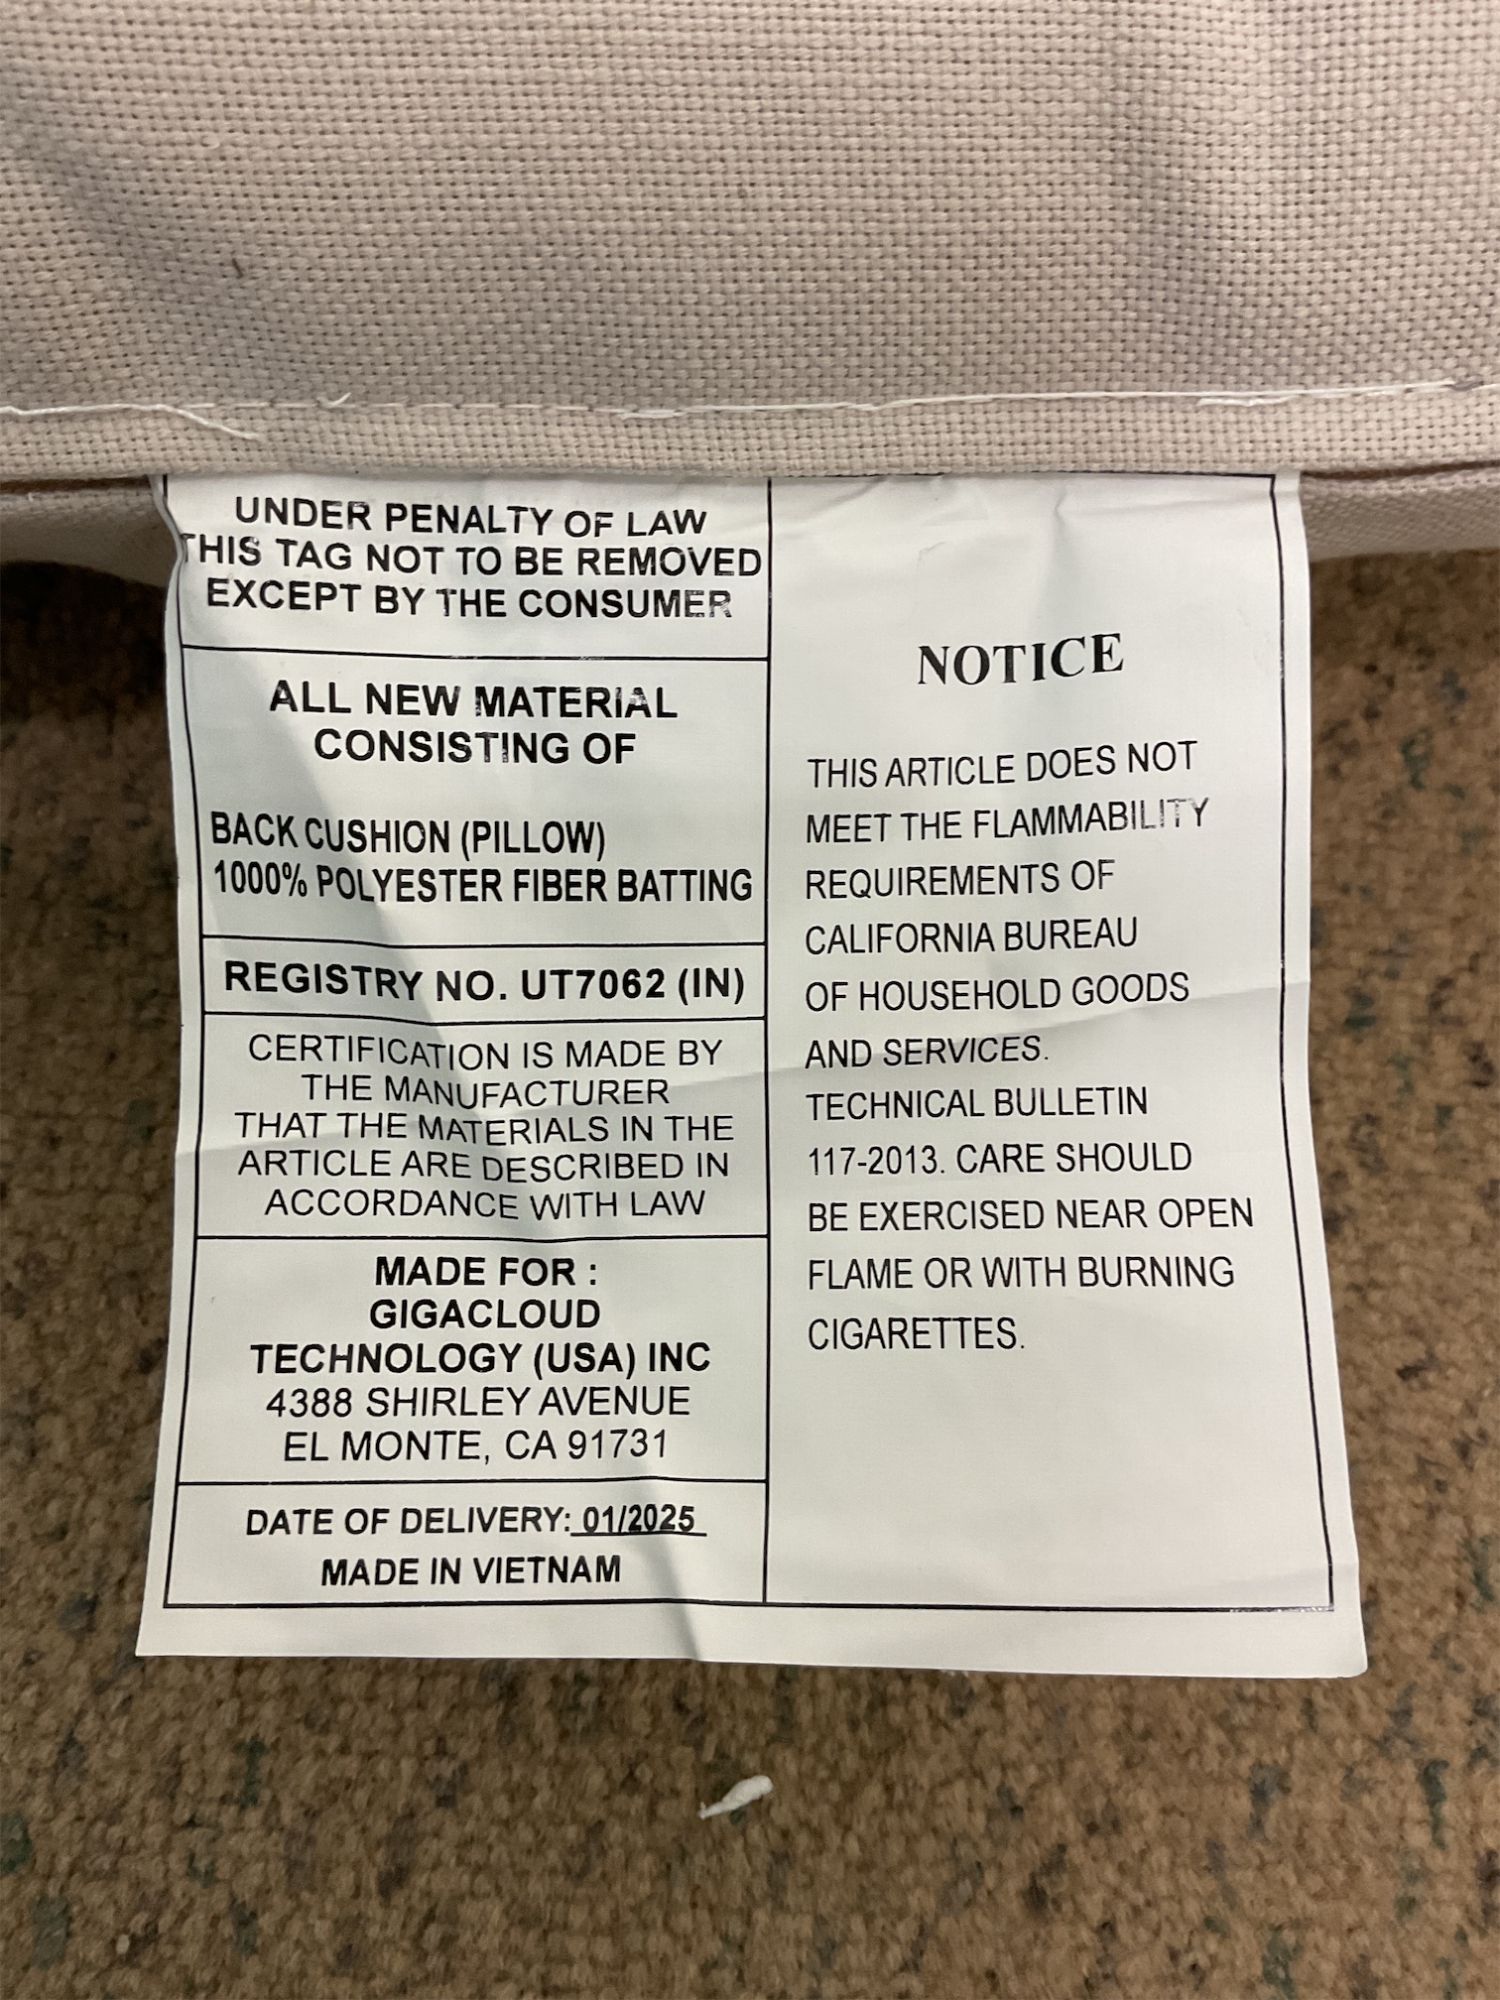 UNDER PENALTY OF LAW
THIS TAG NOT TO BE REMOVED
EXCEPT BY THE CONSUMER
ALL NEW MATERIAL
CONSISTING OF
BACK CUSHION (PILLOW)
1000% POLYESTER FIBER BATTING
REGISTRY NO. UT7062 (IN)
CERTIFICATION IS MADE BY
THE MANUFACTURER
THAT THE MATERIALS IN THE
ARTICLE ARE DESCRIBED IN
ACCORDANCE WITH LAW
MADE FOR :
GIGACLOUD
TECHNOLOGY (USA) INC
4388 SHIRLEY AVENUE
EL MONTE, CA 91731
DATE OF DELIVERY: 01/2025
MADE IN VIETNAM
NOTICE
THIS ARTICLE DOES NOT
MEET THE FLAMMABILITY
REQUIREMENTS OF
CALIFORNIA BUREAU
OF HOUSEHOLD GOODS
AND SERVICES.
TECHNICAL BULLETIN
117-2013. CARE SHOULD
BE EXERCISED NEAR OPEN
FLAME OR WITH BURNING
CIGARETTES.